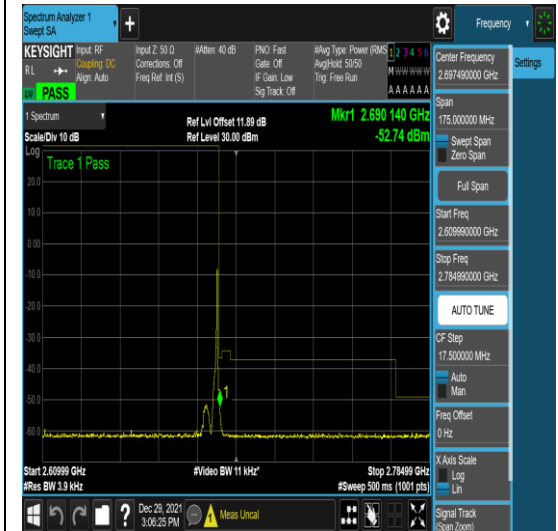 Spectrum Analyzer 1
Swept SA
Frequency
KEYSIGHT
RL
Input: RF
Coupling: DC
Align: Auto
Input Z: 50 Ω
Corrections: Off
Freq Ref: Int (S)
#Atten: 40 dB
PNO: Fast
Gate: Off
IF Gain: Low
Sig Track: Off
#Avg Type: Power (RMS
Avg|Hold: 50/50
Trig: Free Run
1 2 3 4 5 6
M W W W W W
A A A A A A
PASS
1 Spectrum
Scale/Div 10 dB
Ref Lvl Offset 11.89 dB
Ref Level 30.00 dBm
Mkr1 2.690 140 GHz
-52.74 dBm
Log
Trace 1 Pass
20.0
10.0
0.00
-10.0
-20.0
-30.0
-40.0
-50.0
-60.0
1
Start 2.60999 GHz
#Res BW 3.9 kHz
#Video BW 11 kHz*
Stop 2.78499 GHz
#Sweep 500 ms (1001 pts)
Dec 29, 2021
3:06:25 PM
Meas Uncal
Center Frequency
2.697490000 GHz
Settings
Span
175.000000 MHz
Swept Span
Zero Span
Full Span
Start Freq
2.609990000 GHz
Stop Freq
2.784990000 GHz
AUTO TUNE
CF Step
17.500000 MHz
Auto
Man
Freq Offset
0 Hz
X Axis Scale
Log
Lin
Signal Track
(Span Zoom)